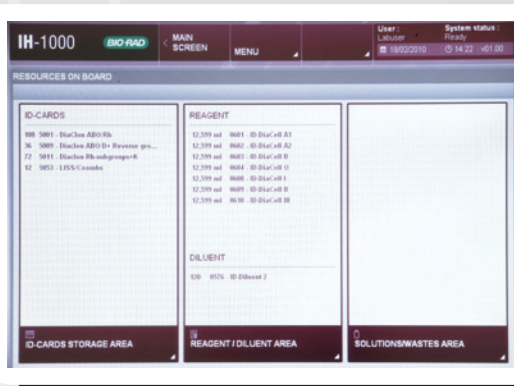 IH-1000
BIO-RAD
< MAIN SCREEN
MENU
User :
Labuser
18/02/2010
System status :
Ready
14:22 v01.00
RESOURCES ON BOARD
ID-CARDS
108 5001 - DiaClon ABO/Rh
36 5009 - Diaclon ABO D+ Reverse gro...
72 5011 - Diaclon Rh subgroups+K
12 5053 - LISS/Coombs
ID-CARDS STORAGE AREA
REAGENT
12,599 ml 0601 - ID-DiaCell A1
12,599 ml 0602 - ID-DiaCell A2
12,599 ml 0603 - ID-DiaCell B
12,599 ml 0604 - ID-DiaCell O
12,599 ml 0608 - ID-DiaCell I
12,599 ml 0609 - ID-DiaCell II
12,599 ml 0610 - ID-DiaCell III
DILUENT
120 0576 - ID-Diluent 2
REAGENT / DILUENT AREA
SOLUTIONS/WASTES AREA